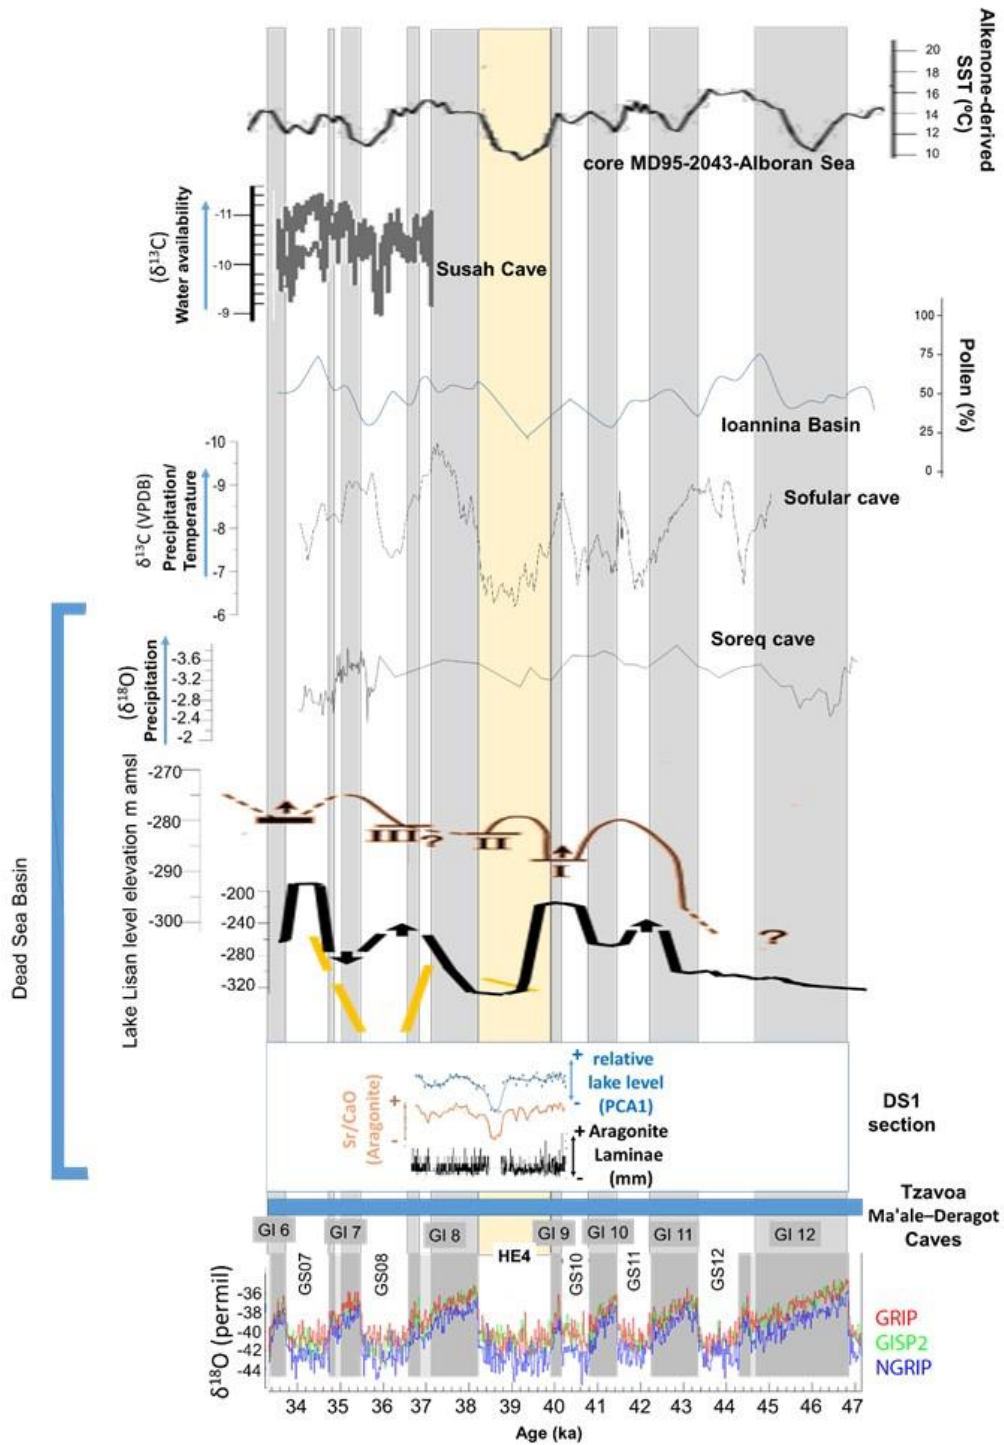 Alkenone-derived
SST (ºC)
20
18
16
14
12
10
core MD95-2043-Alboran Sea
(δ¹³C)
Water availability
-11
-10
-9
Susah Cave
100
75
50
25
0
Pollen (%)
Ioannina Basin
δ¹³C (VPDB)
Precipitation/
Temperature
-10
-9
-8
-7
-6
Sofular cave
(δ¹⁸O)
Precipitation
-3.6
-3.2
-2.8
-2.4
-2
Soreq cave
Dead Sea Basin
Lake Lisan level elevation m amsl
-270
-280
-290
-300
-200
-240
-280
-320
III
?
II
I
?
Sr/CaO
(Aragonite)
+
-
+ relative
lake level
- (PCA1)
+ Aragonite
Laminae
- (mm)
DS1
section
Tzavoa
Ma'ale–Deragot
Caves
GI 6
GI 7
GI 8
HE4
GI 9
GI 10
GI 11
GI 12
GS07
GS08
GS10
GS11
GS12
δ¹⁸O (permil)
-36
-38
-40
-42
-44
GRIP
GISP2
NGRIP
34 35 36 37 38 39 40 41 42 43 44 45 46 47
Age (ka)